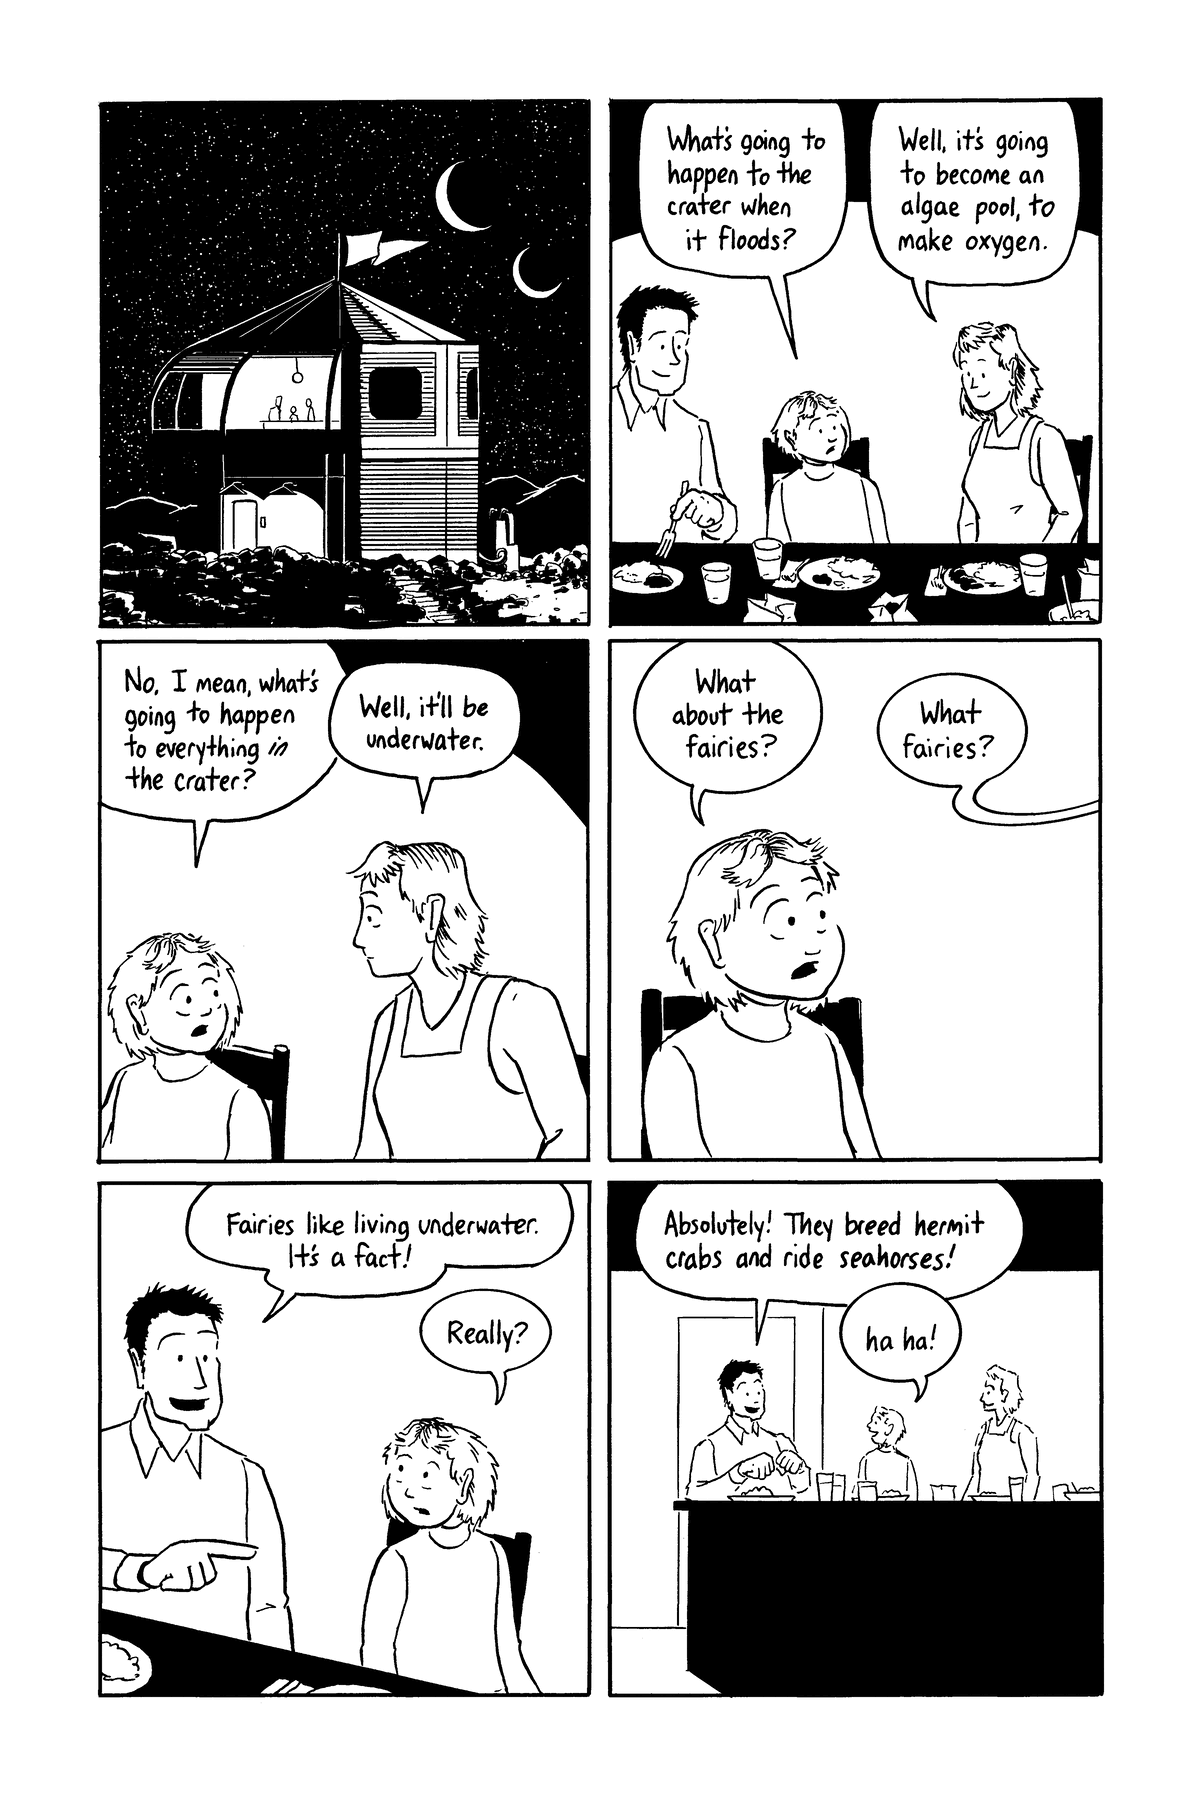 What's going to
happen to the
crater when
it floods?
Well, it's going
to become an
algae pool, to
make oxygen.
No, I mean, what's
going to happen
to everything in
the crater?
Well, it'll be
underwater.
What
about the
fairies?
What
fairies?
Fairies like living underwater.
It's a fact!
Really?
Absolutely! They breed hermit
crabs and ride seahorses!
ha ha!